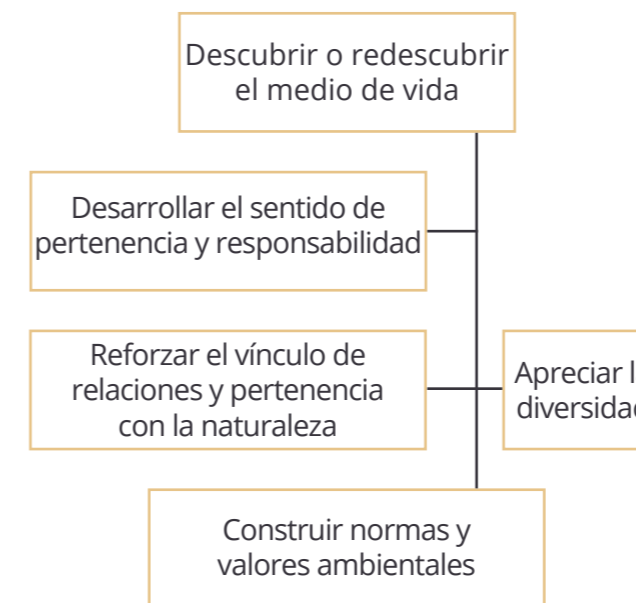 Descubrir o redescubrir
el medio de vida
Desarrollar el sentido de
pertenencia y responsabilidad
Reforzar el vínculo de
relaciones y pertenencia
con la naturaleza
Apreciar
Construir normas y
valores ambientales